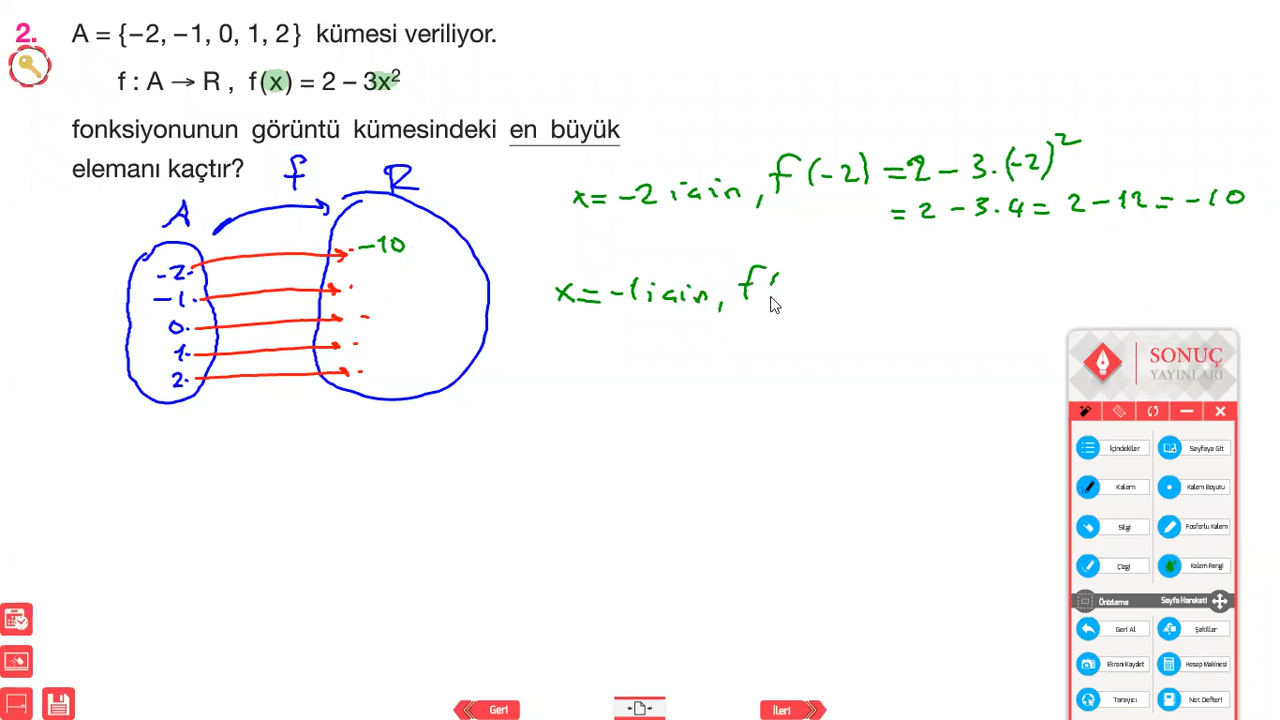 2. A = {–2, –1, 0, 1, 2} kümesi veriliyor.
f : A → R , f(x) = 2 – 3x²
fonksiyonunun görüntü kümesindeki en büyük
elemanı kaçtır?
f
R
A
-2
-1
0
1
2
-10
x = -2 için, f(-2) = 2 - 3.(-2)²
= 2 - 3.4 = 2 - 12 = -10
x = -1 için, f(
SONUÇ
YAYINLARI
İçindekiler
Sayfaya Git
Kalem
Kalem Boyutu
Silgi
Fosforlu Kalem
Çizgi
Kalem Rengi
Önizleme
Sayfa Hareketi
Geri Al
Şekiller
Ekran Kaydet
Hesap Makinesi
Tarayıcı
Not Defteri
Geri
İleri